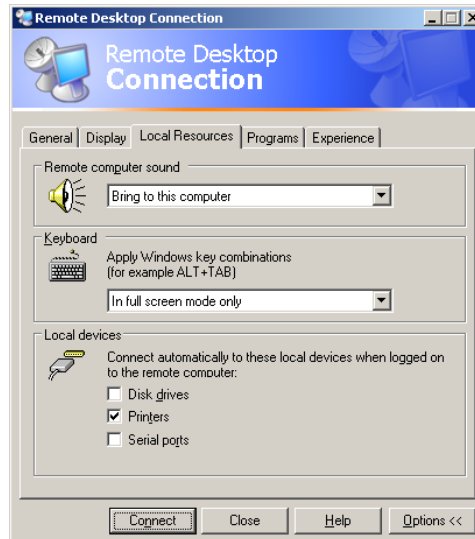 Remote Desktop Connection
Remote Desktop
Connection
General Display Local Resources Programs Experience
Remote computer sound
Bring to this computer
Keyboard
Apply Windows key combinations
(for example ALT+TAB)
In full screen mode only
Local devices
Connect automatically to these local devices when logged on
to the remote computer:
Disk drives
Printers
Serial ports
Connect Close Help Options <<